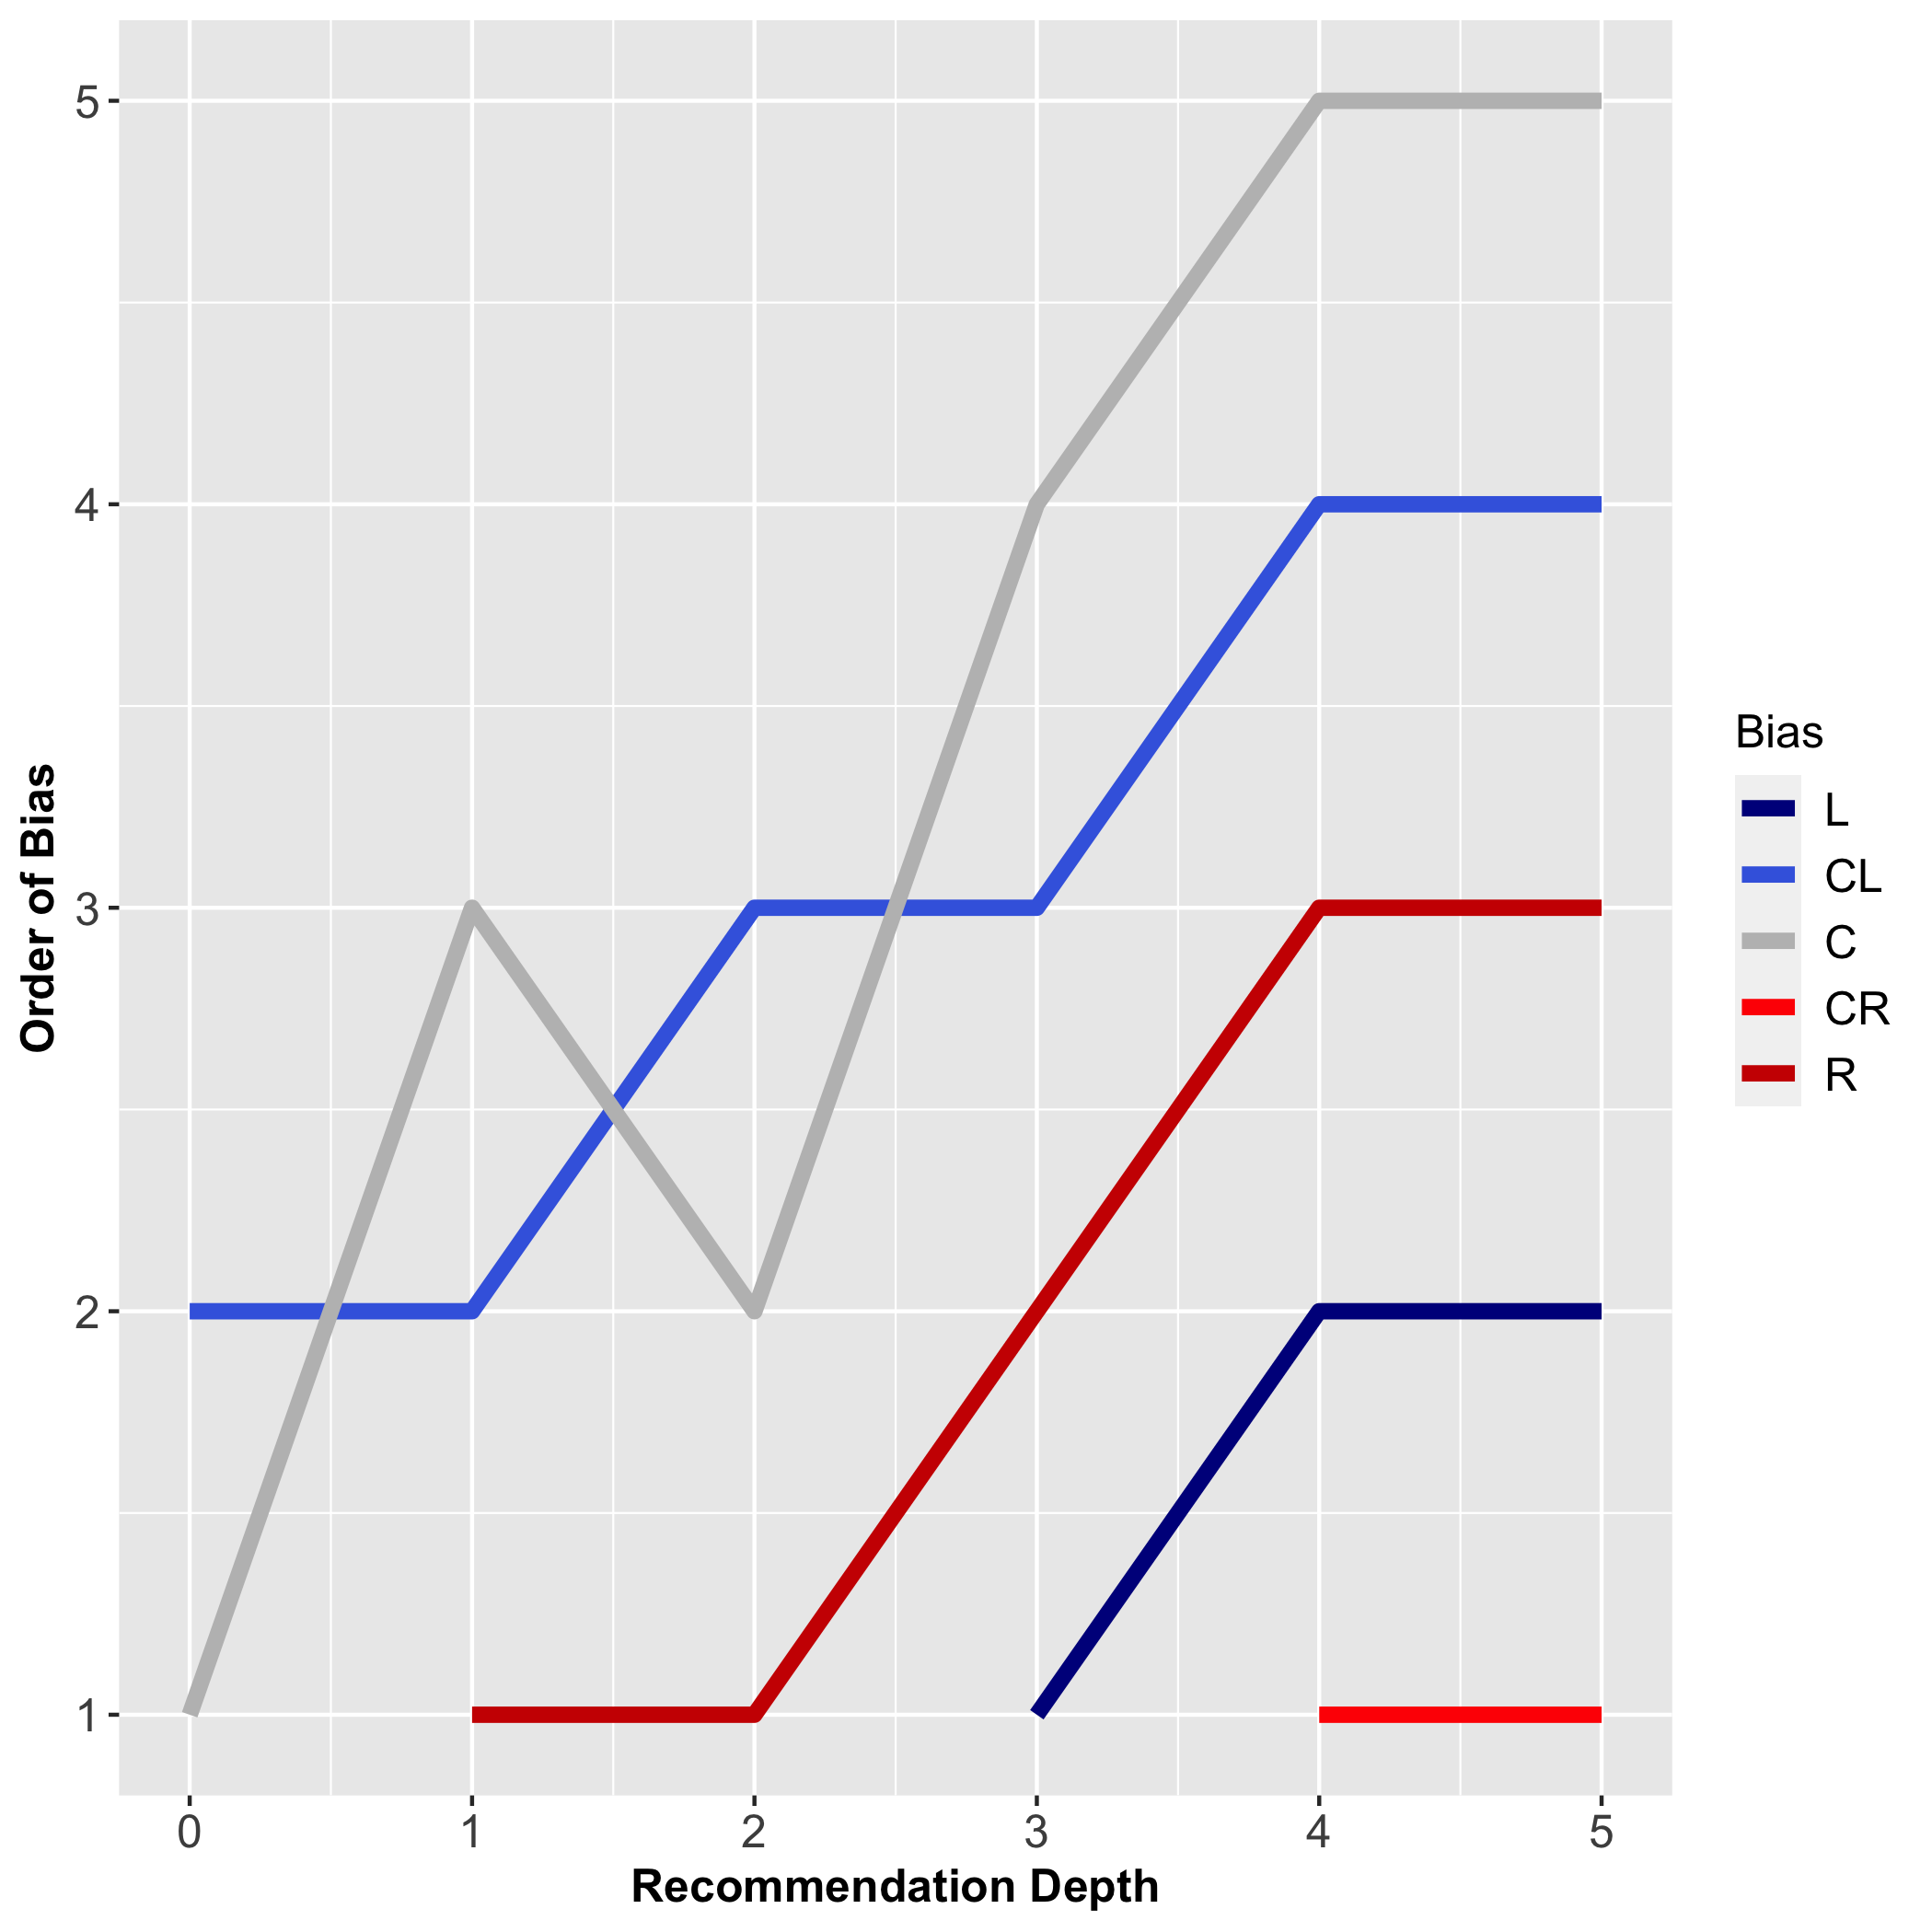 Order of Bias
5
4
3
2
1
0 1 2 3 4 5
Recommendation Depth
Bias
L
CL
C
CR
R